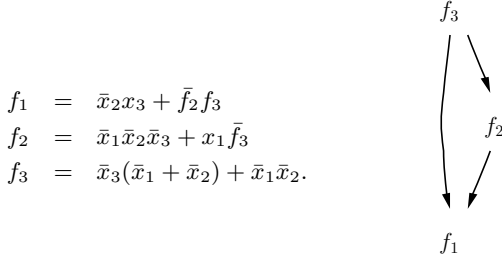 f₁ = x̄₂x₃ + f̄₂f₃
f₂ = x̄₁x̄₂x̄₃ + x₁f̄₃
f₃ = x̄₃(x̄₁ + x̄₂) + x̄₁x̄₂.
f₃
f₂
f₁